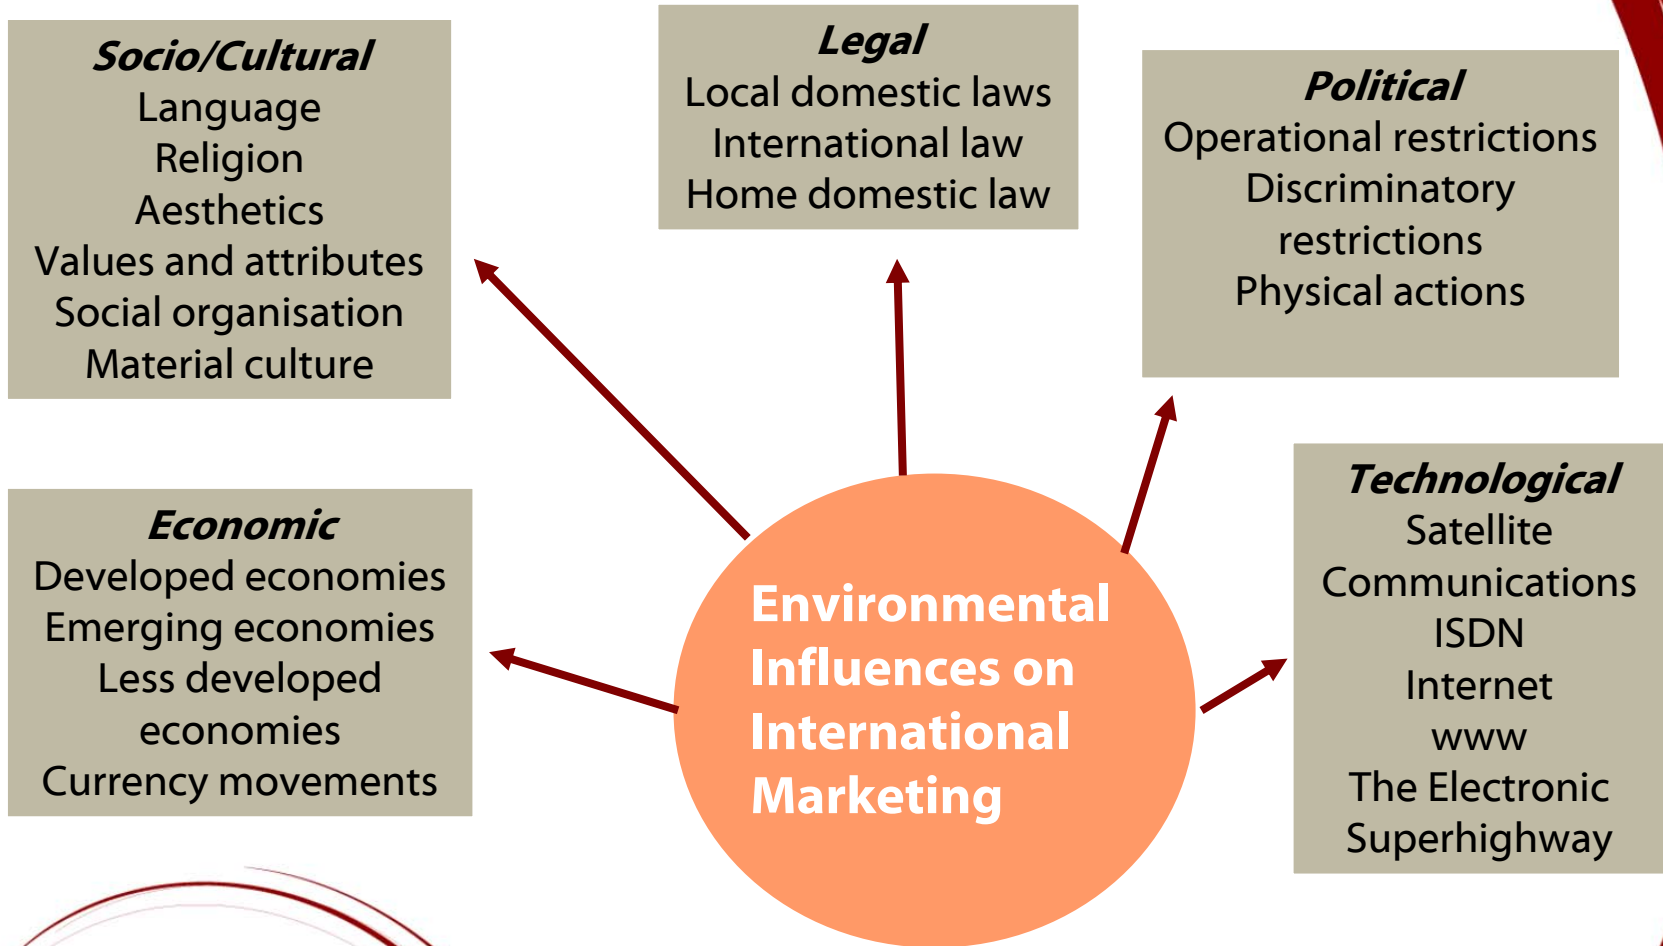 Socio/Cultural
Language
Religion
Aesthetics
Values and attributes
Social organisation
Material culture
Legal
Local domestic laws
International law
Home domestic law
Political
Operational restrictions
Discriminatory
restrictions
Physical actions
Economic
Developed economies
Emerging economies
Less developed
economies
Currency movements
Environmental
Influences on
International
Marketing
Technological
Satellite
Communications
ISDN
Internet
www
The Electronic
Superhighway